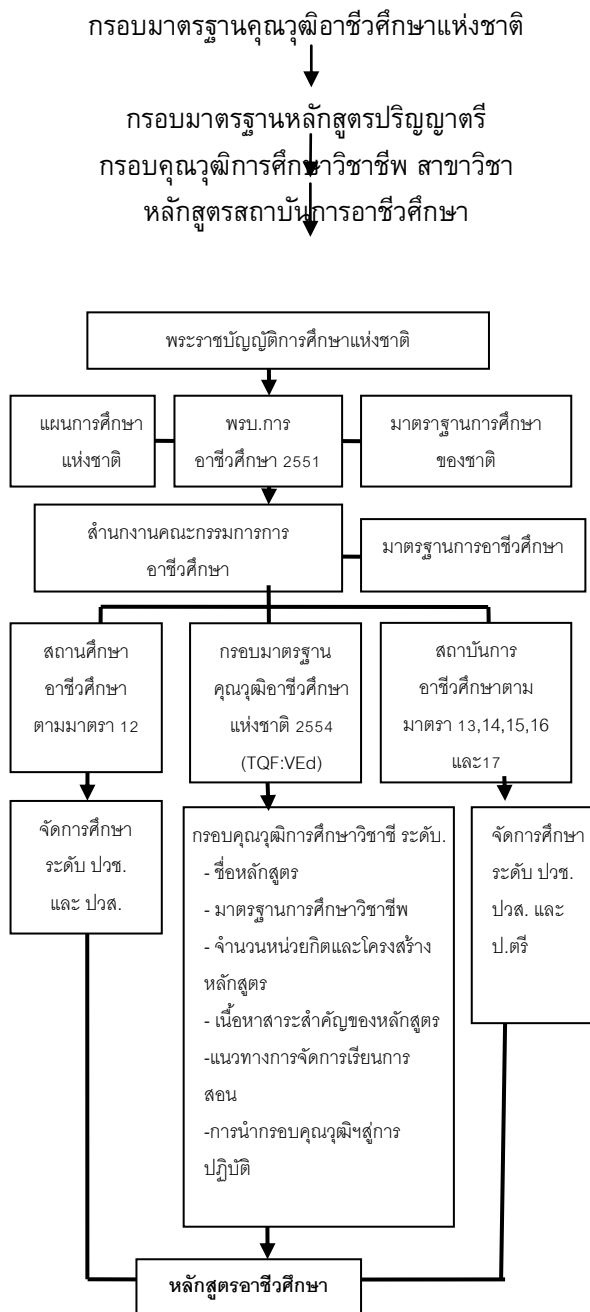 กรอบมาตรฐานคุณวุฒิอาชีวศึกษาแห่งชาติ
กรอบมาตรฐานหลักสูตรปริญญาตรี
กรอบคุณวุฒิการศึกษาวิชาชีพ สาขาวิชา
หลักสูตรสถาบันการอาชีวศึกษา
พระราชบัญญัติการศึกษาแห่งชาติ
แผนการศึกษา
แห่งชาติ
พรบ.การ
อาชีวศึกษา 2551
มาตราฐานการศึกษา
ของชาติ
สำนกงานคณะกรรมการการ
อาชีวศึกษา
มาตรฐานการอาชีวศึกษา
สถานศึกษา
อาชีวศึกษา
ตามมาตรา 12
กรอบมาตรฐาน
คุณวุฒิอาชีวศึกษา
แห่งชาติ 2554
(TQF:VEd)
สถาบันการ
อาชีวศึกษาตาม
มาตรา 13,14,15,16
และ17
จัดการศึกษา
ระดับ ปวช.
และ ปวส.
กรอบคุณวุฒิการศึกษาวิชาชี ระดับ.
- ชื่อหลักสูตร
- มาตรฐานการศึกษาวิชาชีพ
- จำนวนหน่วยกิตและโครงสร้าง
หลักสูตร
- เนื้อหาสาระสำคัญของหลักสูตร
-แนวทางการจัดการเรียนการ
สอน
-การนำกรอบคุณวุฒิฯสู่การ
ปฏิบัติ
จัดการศึกษา
ระดับ ปวช.
ปวส. และ
ป.ตรี
หลักสูตรอาชีวศึกษา